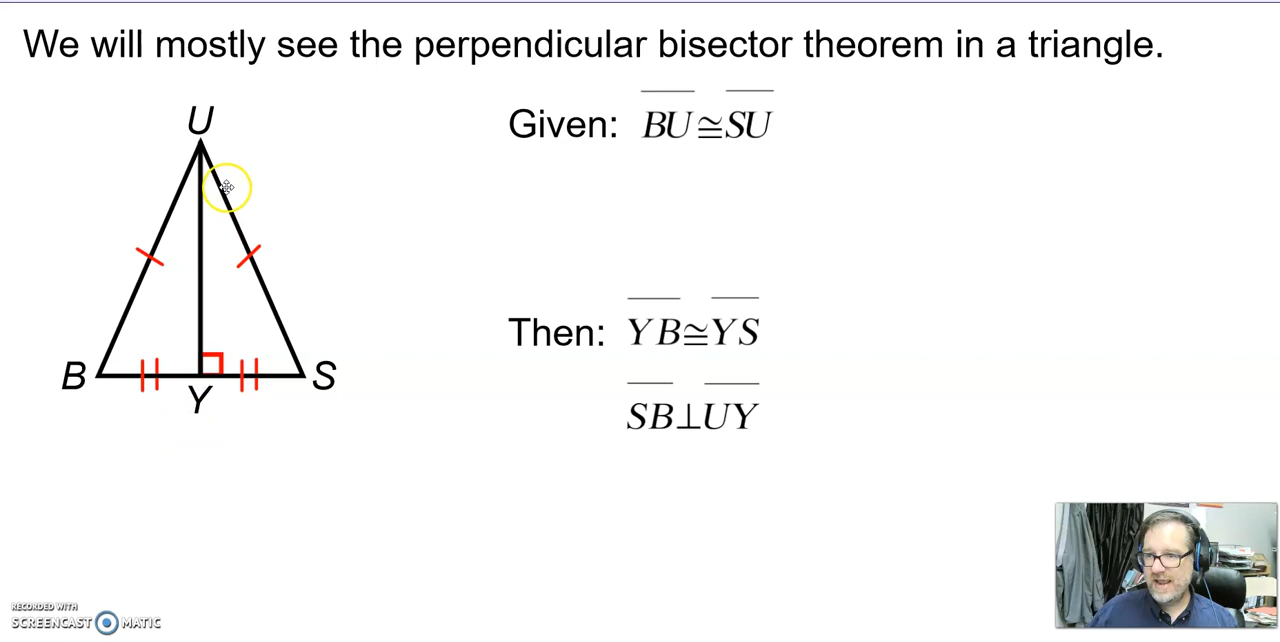 We will mostly see the perpendicular bisector theorem in a triangle.
U
Given: BU≅SU
Then: YB≅YS
B
S
Y
SB⊥UY
RECORDED WITH
SCREENCAST MATIC